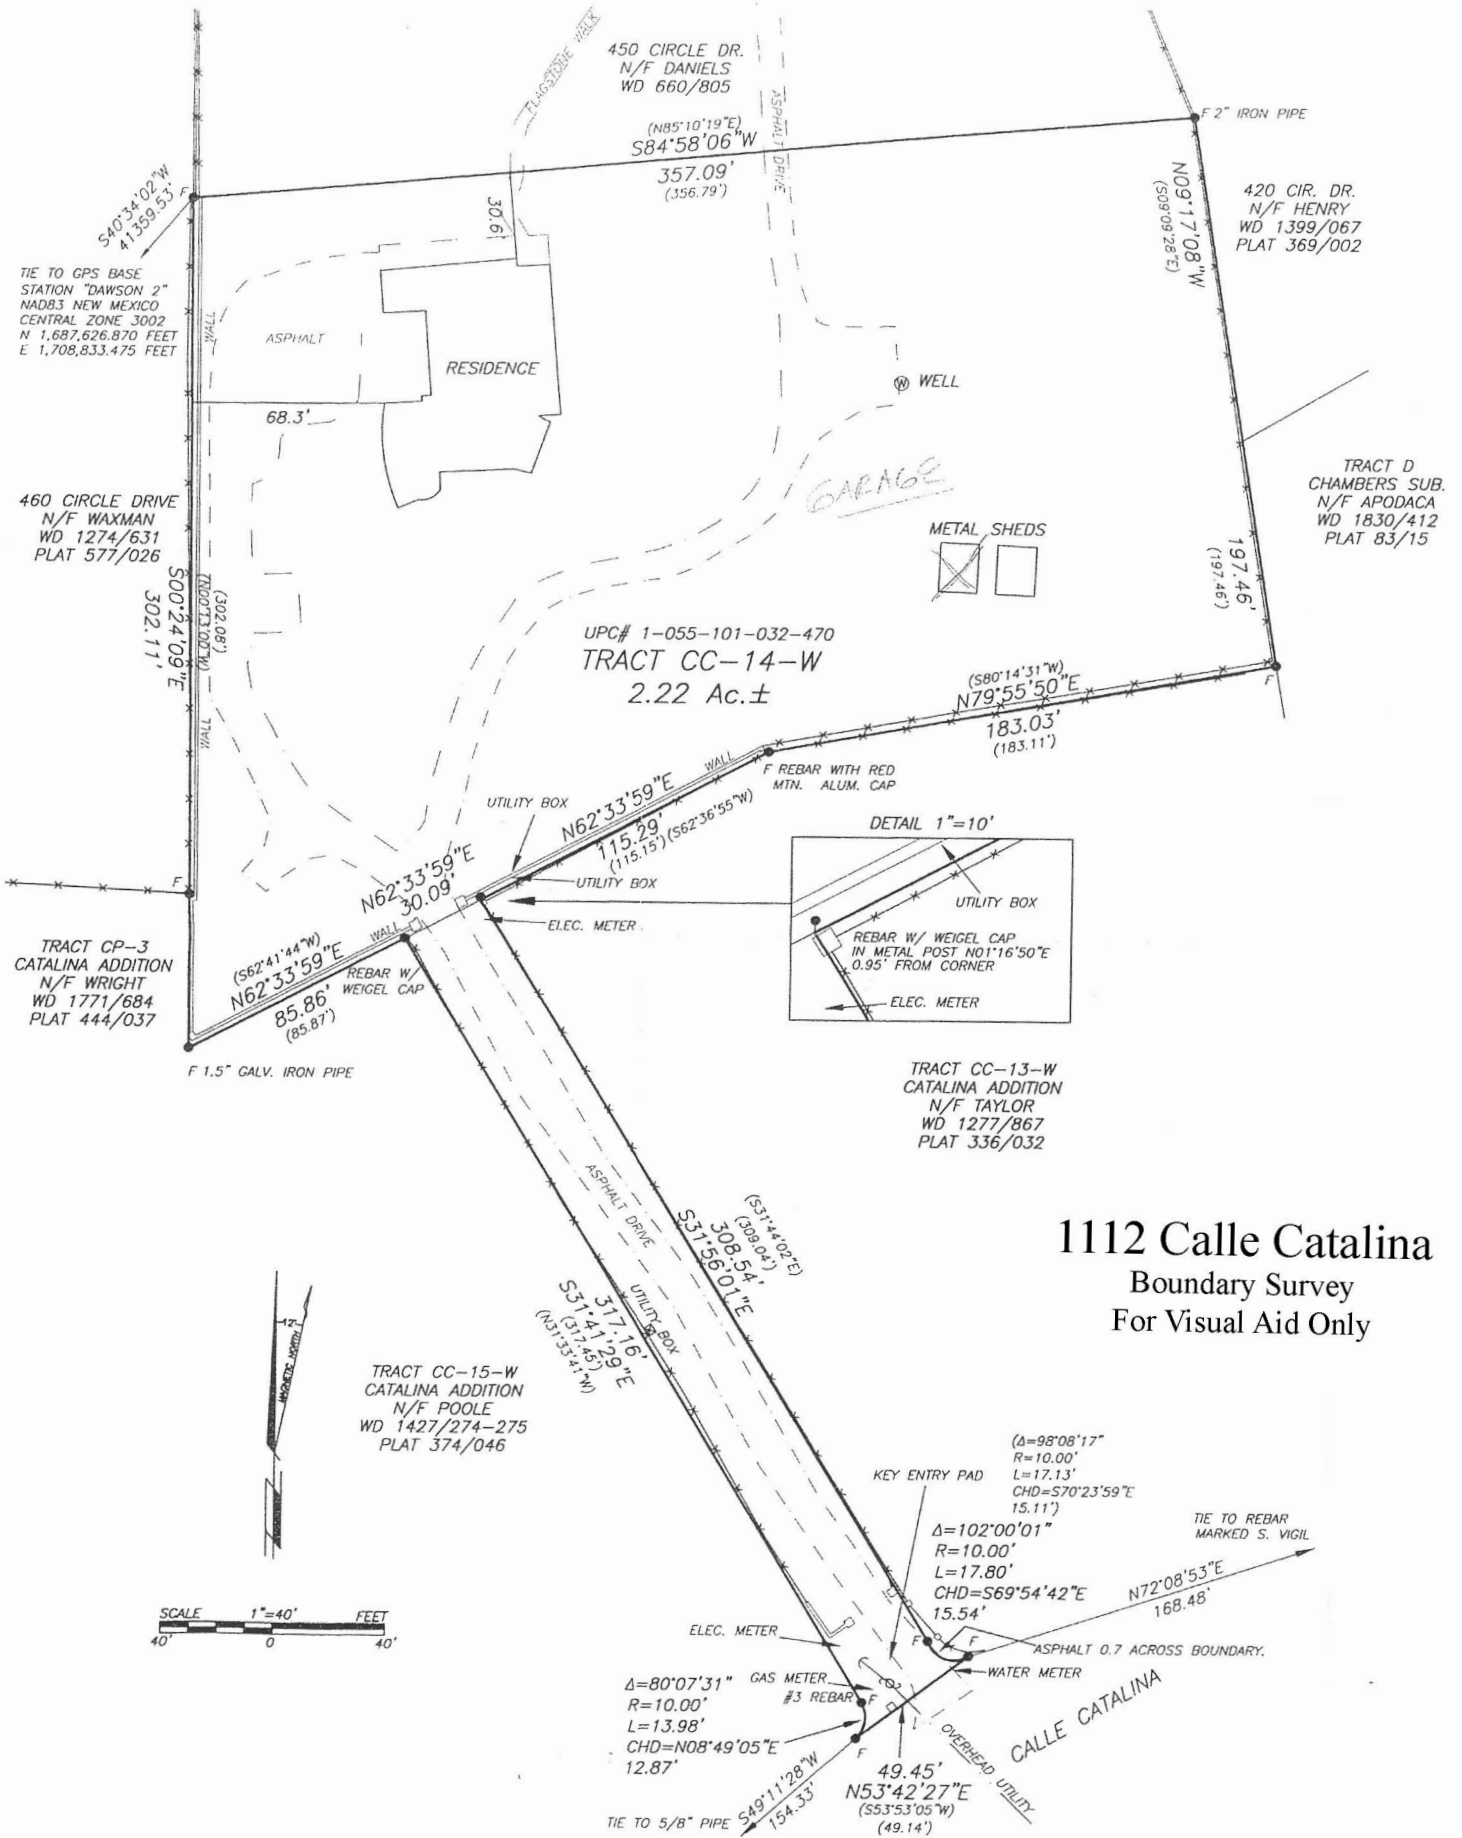 FLAGSTONE WALK
450 CIRCLE DR.
N/F DANIELS
WD 660/805
ASPHALT DRIVE
(N85°10'19"E)
S84°58'06"W
357.09'
(356.79')
F 2" IRON PIPE
N09°17'08"W
(S09°09'28"E)
420 CIR. DR.
N/F HENRY
WD 1399/067
PLAT 369/002
S40°34'02"W
41359.53'
F
TIE TO GPS BASE
STATION "DAWSON 2"
NAD83 NEW MEXICO
CENTRAL ZONE 3002
N 1,687,626.870 FEET
E 1,708,833.475 FEET
WALL
30.6'
ASPHALT
RESIDENCE
68.3'
W WELL
GARAGE
METAL SHEDS
TRACT D
CHAMBERS SUB.
N/F APODACA
WD 1830/412
PLAT 83/15
197.46'
(197.46')
460 CIRCLE DRIVE
N/F WAXMAN
WD 1274/631
PLAT 577/026
S00°24'09"E
302.11'
(302.08')
(N00°13'00"W)
WALL
UPC# 1-055-101-032-470
TRACT CC-14-W
2.22 Ac.±
(S80°14'31"W)
N79°55'50"E
183.03'
(183.11')
F
F REBAR WITH RED
MTN. ALUM. CAP
WALL
N62°33'59"E
115.29'
(115.15') (S62°36'55"W)
UTILITY BOX
UTILITY BOX
ELEC. METER
N62°33'59"E
30.09'
F
WALL
(S62°41'44"W)
N62°33'59"E
85.86'
(85.87')
REBAR W/
WEIGEL CAP
F 1.5" GALV. IRON PIPE
TRACT CP-3
CATALINA ADDITION
N/F WRIGHT
WD 1771/684
PLAT 444/037
DETAIL 1"=10'
UTILITY BOX
REBAR W/ WEIGEL CAP
IN METAL POST N01°16'50"E
0.95' FROM CORNER
ELEC. METER
TRACT CC-13-W
CATALINA ADDITION
N/F TAYLOR
WD 1277/867
PLAT 336/032
ASPHALT DRIVE
(S31°44'02"E)
(309.04')
308.54'
S31°56'01"E
UTILITY BOX
317.16'
S31°41'29"E
(317.45')
(N31°33'41"W)
1112 Calle Catalina
Boundary Survey
For Visual Aid Only
12°
MAGNETIC NORTH
N
TRACT CC-15-W
CATALINA ADDITION
N/F POOLE
WD 1427/274-275
PLAT 374/046
SCALE 1"=40' FEET
40' 0 40'
(Δ=98°08'17"
R=10.00'
L=17.13'
CHD=S70°23'59"E
15.11')
KEY ENTRY PAD
Δ=102°00'01"
R=10.00'
L=17.80'
CHD=S69°54'42"E
15.54'
TIE TO REBAR
MARKED S. VIGIL
N72°08'53"E
168.48'
F
F
ASPHALT 0.7 ACROSS BOUNDARY.
WATER METER
ELEC. METER
GAS METER
#3 REBAR F
Δ=80°07'31"
R=10.00'
L=13.98'
CHD=N08°49'05"E
12.87'
F
CALLE CATALINA
OVERHEAD UTILITY
49.45'
N53°42'27"E
(S53°53'05"W)
(49.14')
S49°11'28"W
154.33'
TIE TO 5/8" PIPE